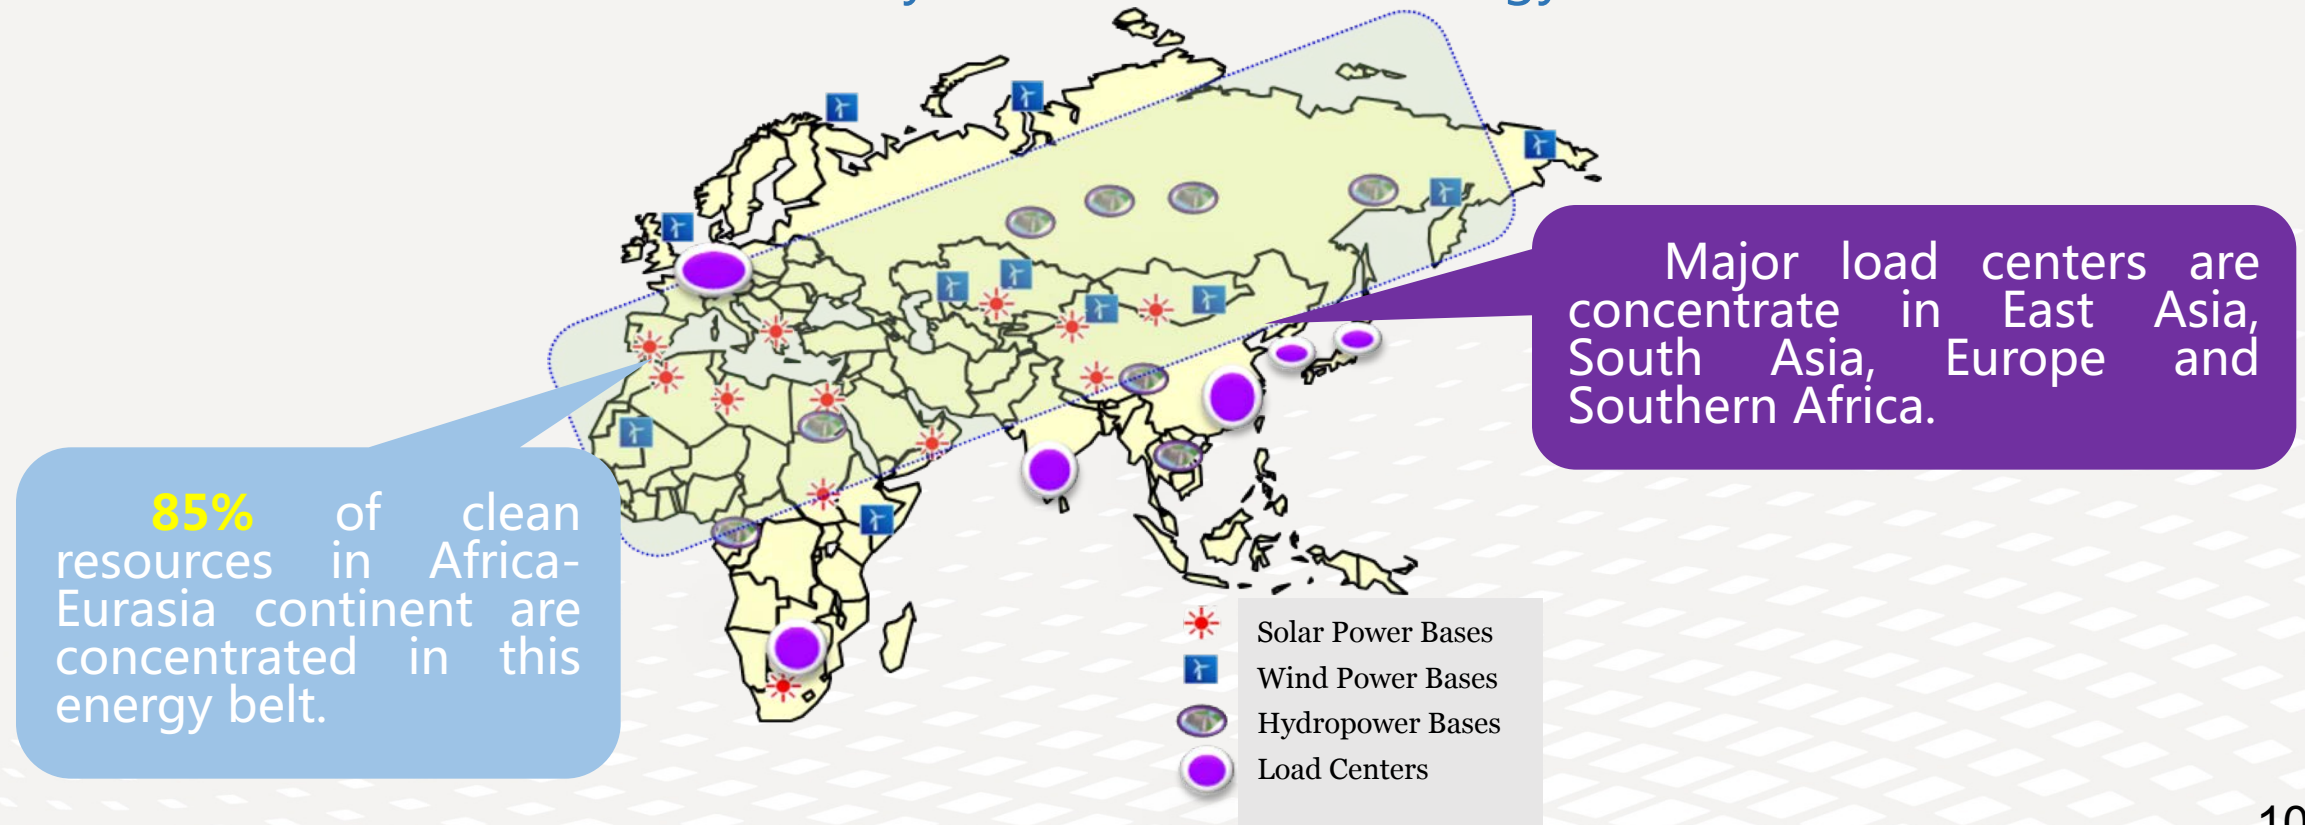 85% of clean
resources in Africa-
Eurasia continent are
concentrated in this
energy belt.
Major load centers are
concentrate in East Asia,
South Asia, Europe and
Southern Africa.
Solar Power Bases
Wind Power Bases
Hydropower Bases
Load Centers
10